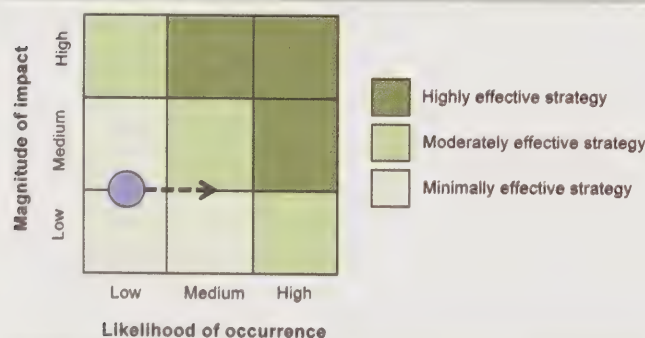 Magnitude of impact
High
Medium
Low
Low Medium High
Likelihood of occurrence
Highly effective strategy
Moderately effective strategy
Minimally effective strategy